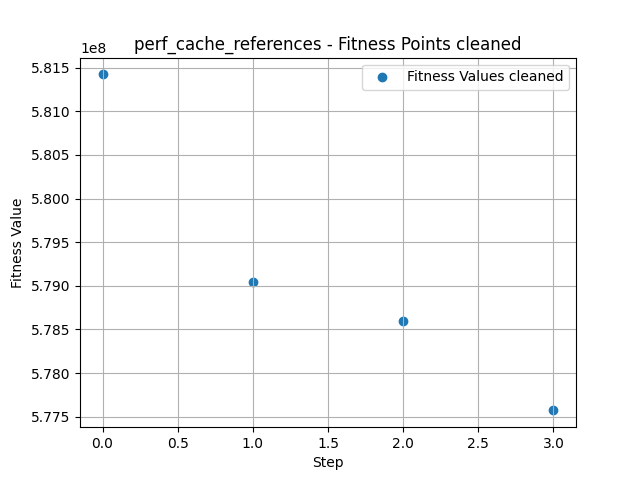 perf_cache_references - Fitness Points cleaned
1e8
Fitness Values cleaned
5.815
5.810
5.805
5.800
5.795
5.790
5.785
5.780
5.775
Fitness Value
0.0 0.5 1.0 1.5 2.0 2.5 3.0
Step